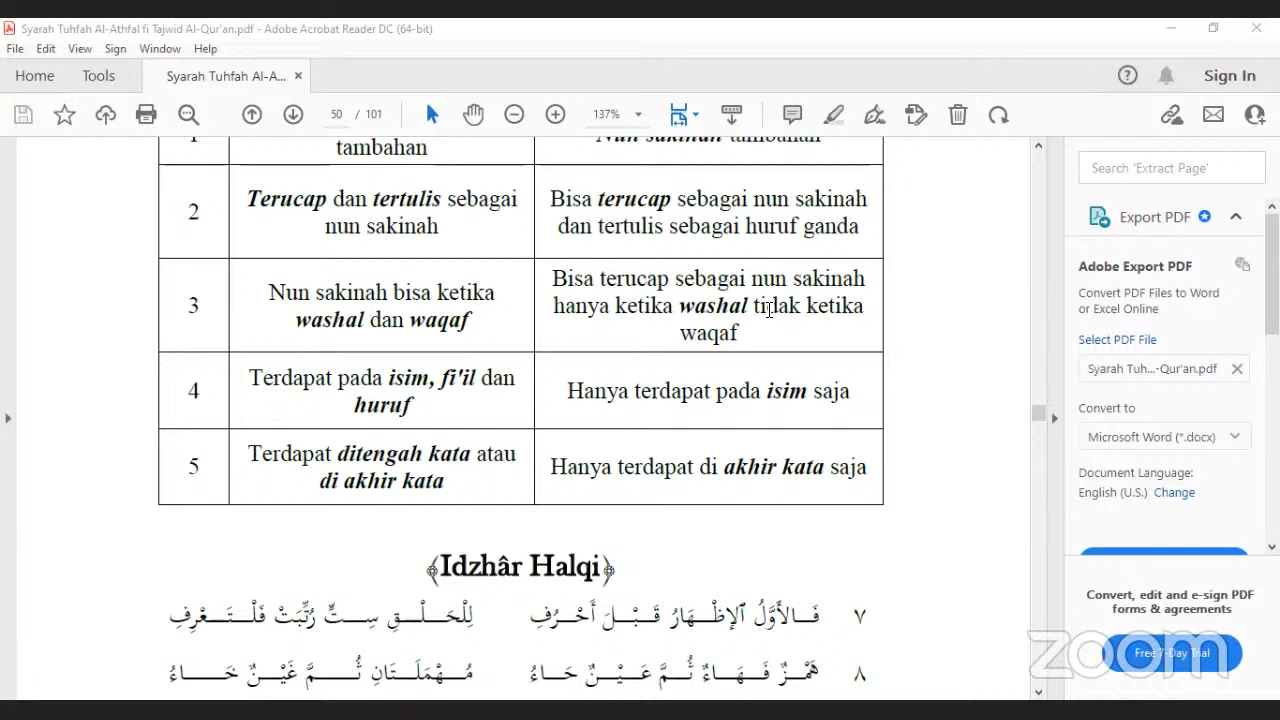 Syarah Tuhfah Al-Athfal fi Tajwid Al-Qur'an.pdf - Adobe Acrobat Reader DC (64-bit)
File Edit View Sign Window Help
Home Tools Syarah Tuhfah Al-A... Sign In
50 / 101 137%
tambahan
Nun sakinah tambahan
2
Terucap dan tertulis sebagai
nun sakinah
Bisa terucap sebagai nun sakinah
dan tertulis sebagai huruf ganda
3
Nun sakinah bisa ketika
washal dan waqaf
Bisa terucap sebagai nun sakinah
hanya ketika washal tidak ketika
waqaf
4
Terdapat pada isim, fi'il dan
huruf
Hanya terdapat pada isim saja
5
Terdapat ditengah kata atau
di akhir kata
Hanya terdapat di akhir kata saja
﴾Idzhâr Halqi﴿
٧ فَالأَوَّلُ ٱلإِظْهَارُ قَبْلَ أَحْرُفِ لِلْحَلْقِ سِتٌّ رُتِّبَتْ فَلْتَعْرِفِ
٨ هَمْزٌ فَهَاءٌ ثُمَّ عَيْنٌ حَاءُ مُهْمَلَتَانِ ثُمَّ غَيْنٌ خَاءُ
Search 'Extract Page'
Export PDF
Adobe Export PDF
Convert PDF Files to Word
or Excel Online
Select PDF File
Syarah Tuh...-Qur'an.pdf
Convert to
Microsoft Word (*.docx)
Document Language:
English (U.S.) Change
Convert, edit and e-sign PDF
forms & agreements
Free 7-Day Trial
zoom